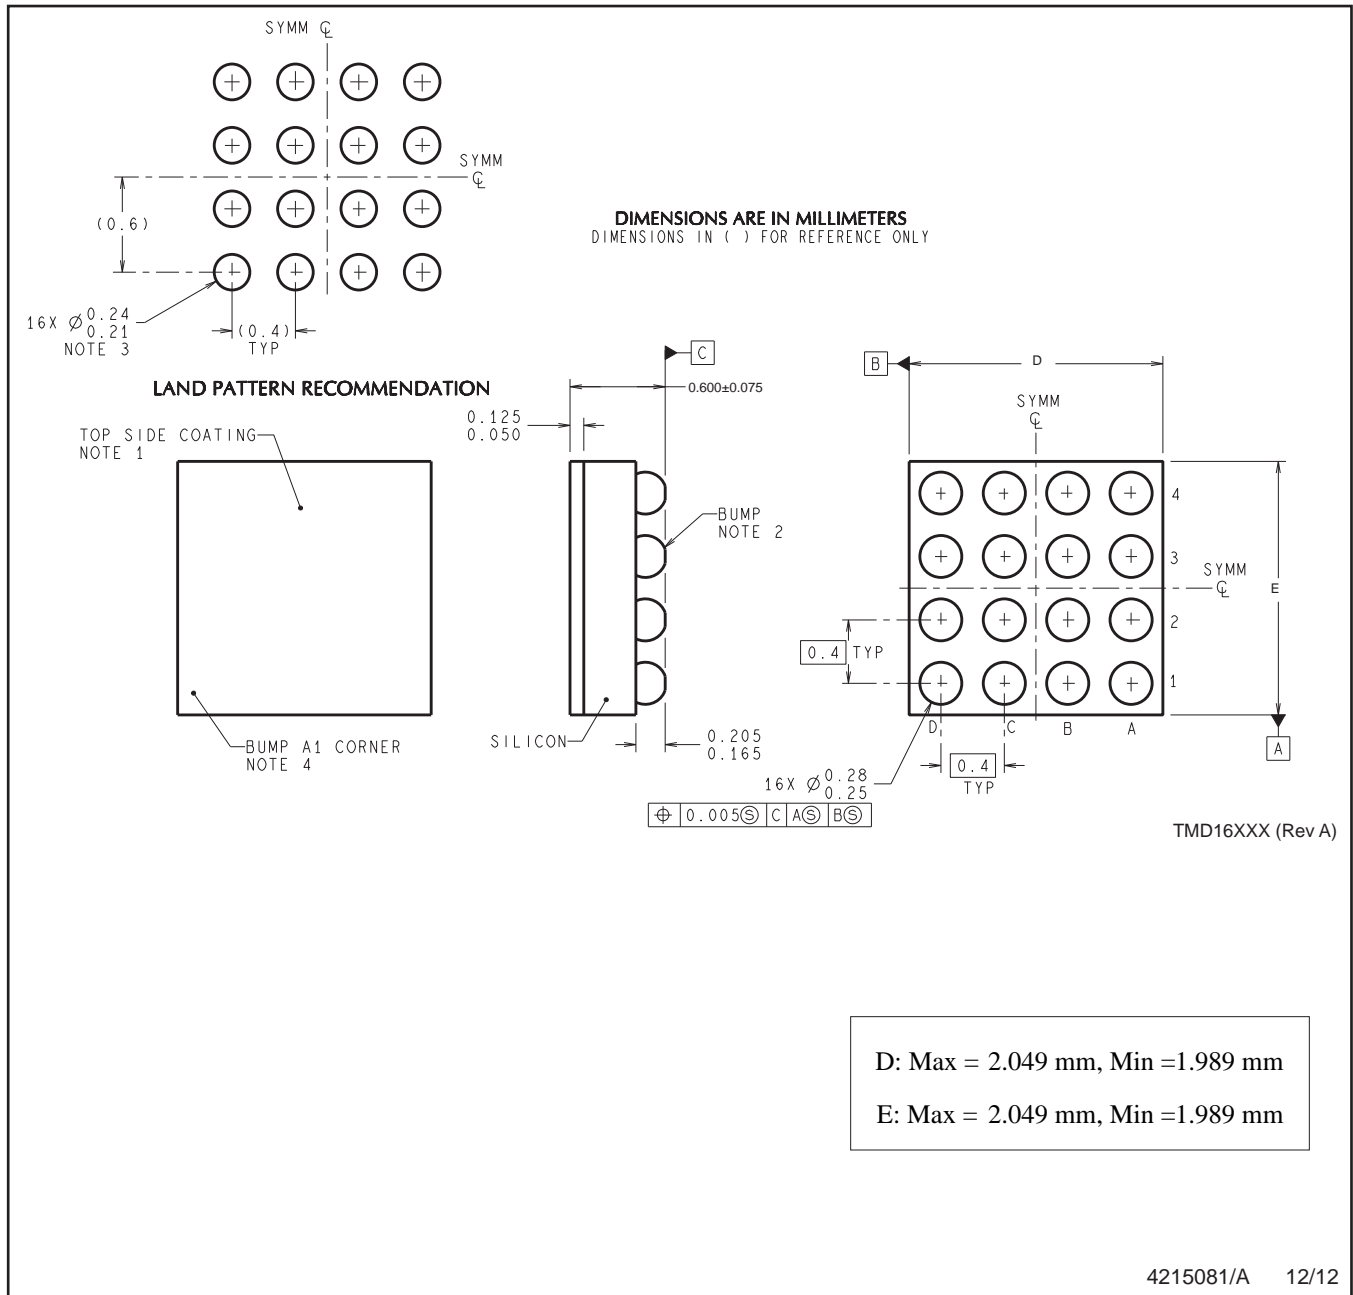 SYMM ℄
SYMM
℄
(0.6)
DIMENSIONS ARE IN MILLIMETERS
DIMENSIONS IN ( ) FOR REFERENCE ONLY
16X Ø 0.24
0.21
NOTE 3
(0.4)
TYP
LAND PATTERN RECOMMENDATION
TOP SIDE COATING
NOTE 1
BUMP A1 CORNER
NOTE 4
C
0.600±0.075
0.125
0.050
BUMP
NOTE 2
SILICON
0.205
0.165
B
D
SYMM
℄
4
3
SYMM
℄
E
2
0.4 TYP
1
D C B A
A
0.4
TYP
16X Ø 0.28
0.25
⌖ 0.005Ⓢ C AⓈ BⓈ
TMD16XXX (Rev A)
D: Max = 2.049 mm, Min =1.989 mm
E: Max = 2.049 mm, Min =1.989 mm
4215081/A 12/12